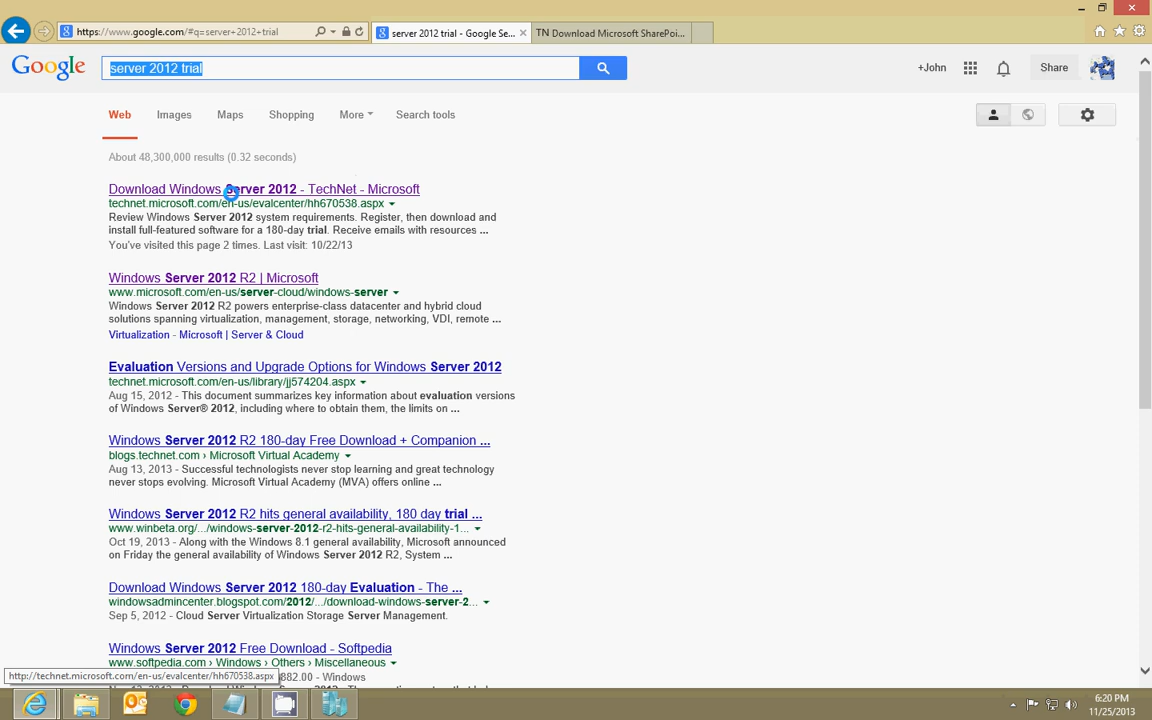 https://www.google.com/#q=server+2012+trial
server 2012 trial - Google Se...
TN Download Microsoft SharePoi...
Google
server 2012 trial
+John
Share
Web
Images
Maps
Shopping
More
Search tools
About 48,300,000 results (0.32 seconds)
Download Windows Server 2012 - TechNet - Microsoft
technet.microsoft.com/en-us/evalcenter/hh670538.aspx
Review Windows Server 2012 system requirements. Register, then download and
install full-featured software for a 180-day trial. Receive emails with resources ...
You've visited this page 2 times. Last visit: 10/22/13
Windows Server 2012 R2 | Microsoft
www.microsoft.com/en-us/server-cloud/windows-server
Windows Server 2012 R2 powers enterprise-class datacenter and hybrid cloud
solutions spanning virtualization, management, storage, networking, VDI, remote ...
Virtualization - Microsoft | Server & Cloud
Evaluation Versions and Upgrade Options for Windows Server 2012
technet.microsoft.com/en-us/library/jj574204.aspx
Aug 15, 2012 - This document summarizes key information about evaluation versions
of Windows Server® 2012, including where to obtain them, the limits on ...
Windows Server 2012 R2 180-day Free Download + Companion ...
blogs.technet.com › Microsoft Virtual Academy
Aug 13, 2013 - Successful technologists never stop learning and great technology
never stops evolving. Microsoft Virtual Academy (MVA) offers online ...
Windows Server 2012 R2 hits general availability, 180 day trial ...
www.winbeta.org/.../windows-server-2012-r2-hits-general-availability-1...
Oct 19, 2013 - Along with the Windows 8.1 general availability, Microsoft announced
on Friday the general availability of Windows Server 2012 R2, System ...
Download Windows Server 2012 180-day Evaluation - The ...
windowsadmincenter.blogspot.com/2012/.../download-windows-server-2...
Sep 5, 2012 - Cloud Server Virtualization Storage Server Management.
Windows Server 2012 Free Download - Softpedia
www.softpedia.com › Windows › Others › Miscellaneous
http://technet.microsoft.com/en-us/evalcenter/hh670538.aspx
882.00 - Windows
6:20 PM
11/25/2013